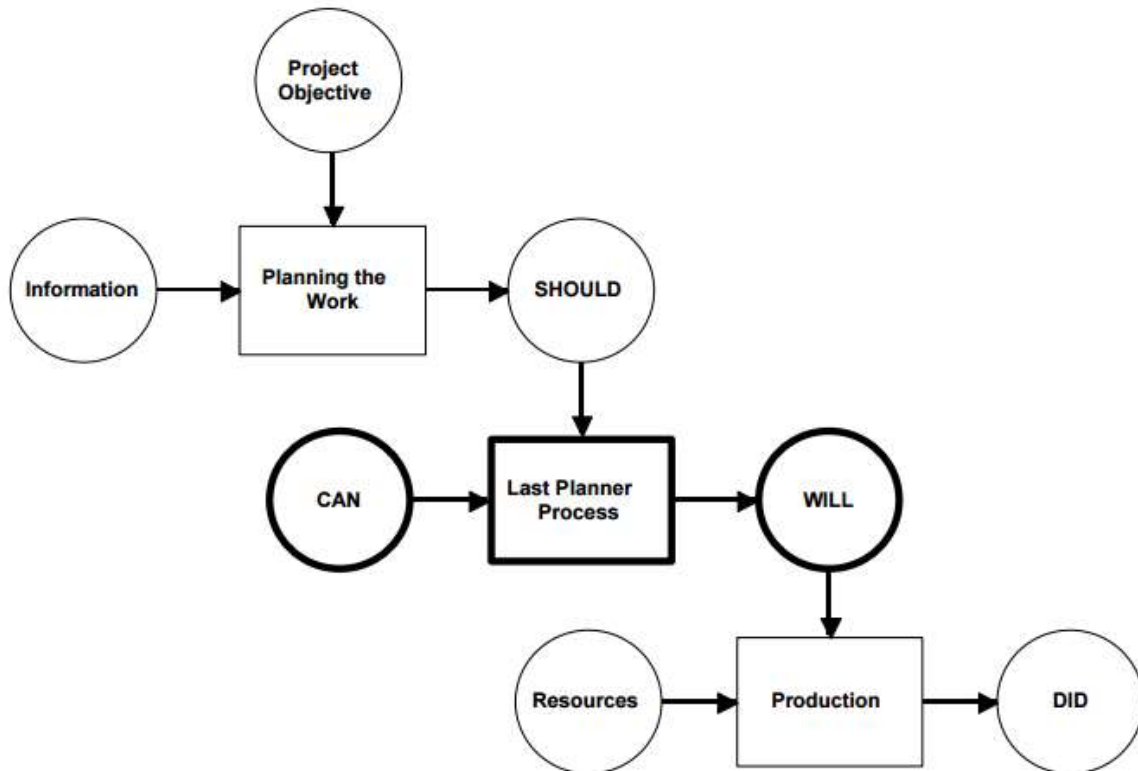 Project
Objective
Information
Planning the
Work
SHOULD
CAN
Last Planner
Process
WILL
Resources
Production
DID